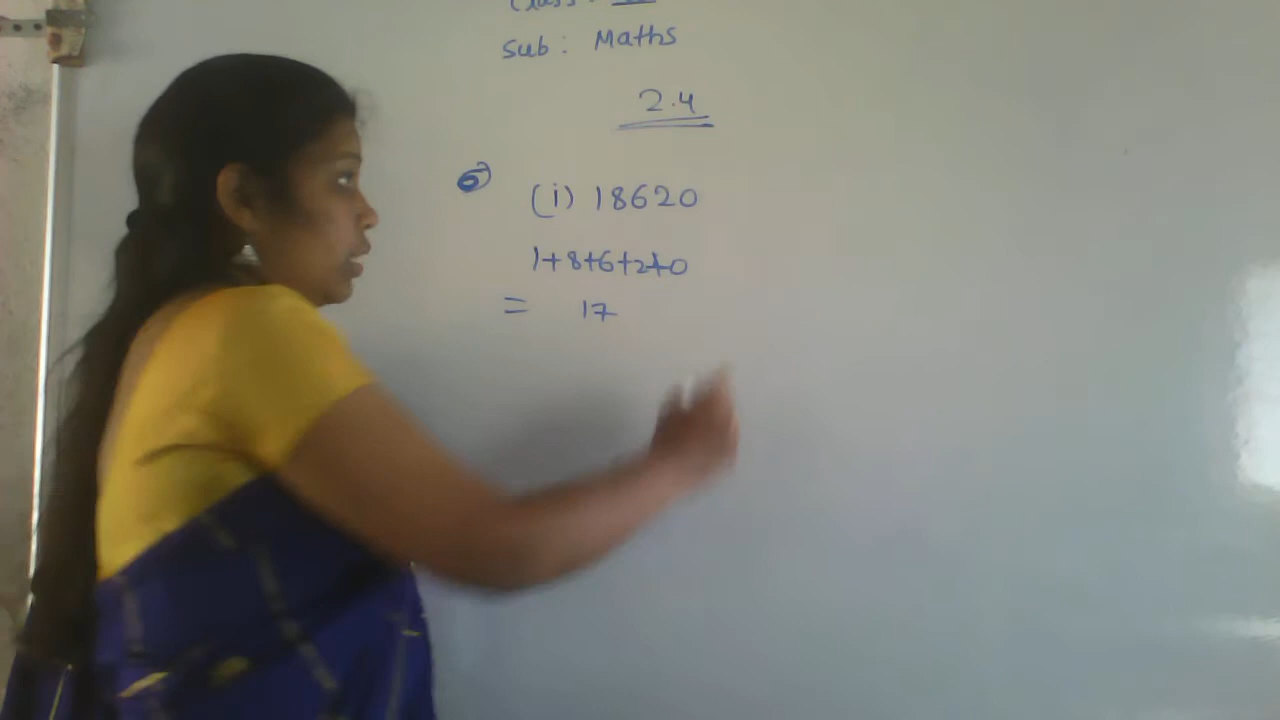 Sub : Maths
2.4
(i) 18620
1+8+6+2+0
= 17